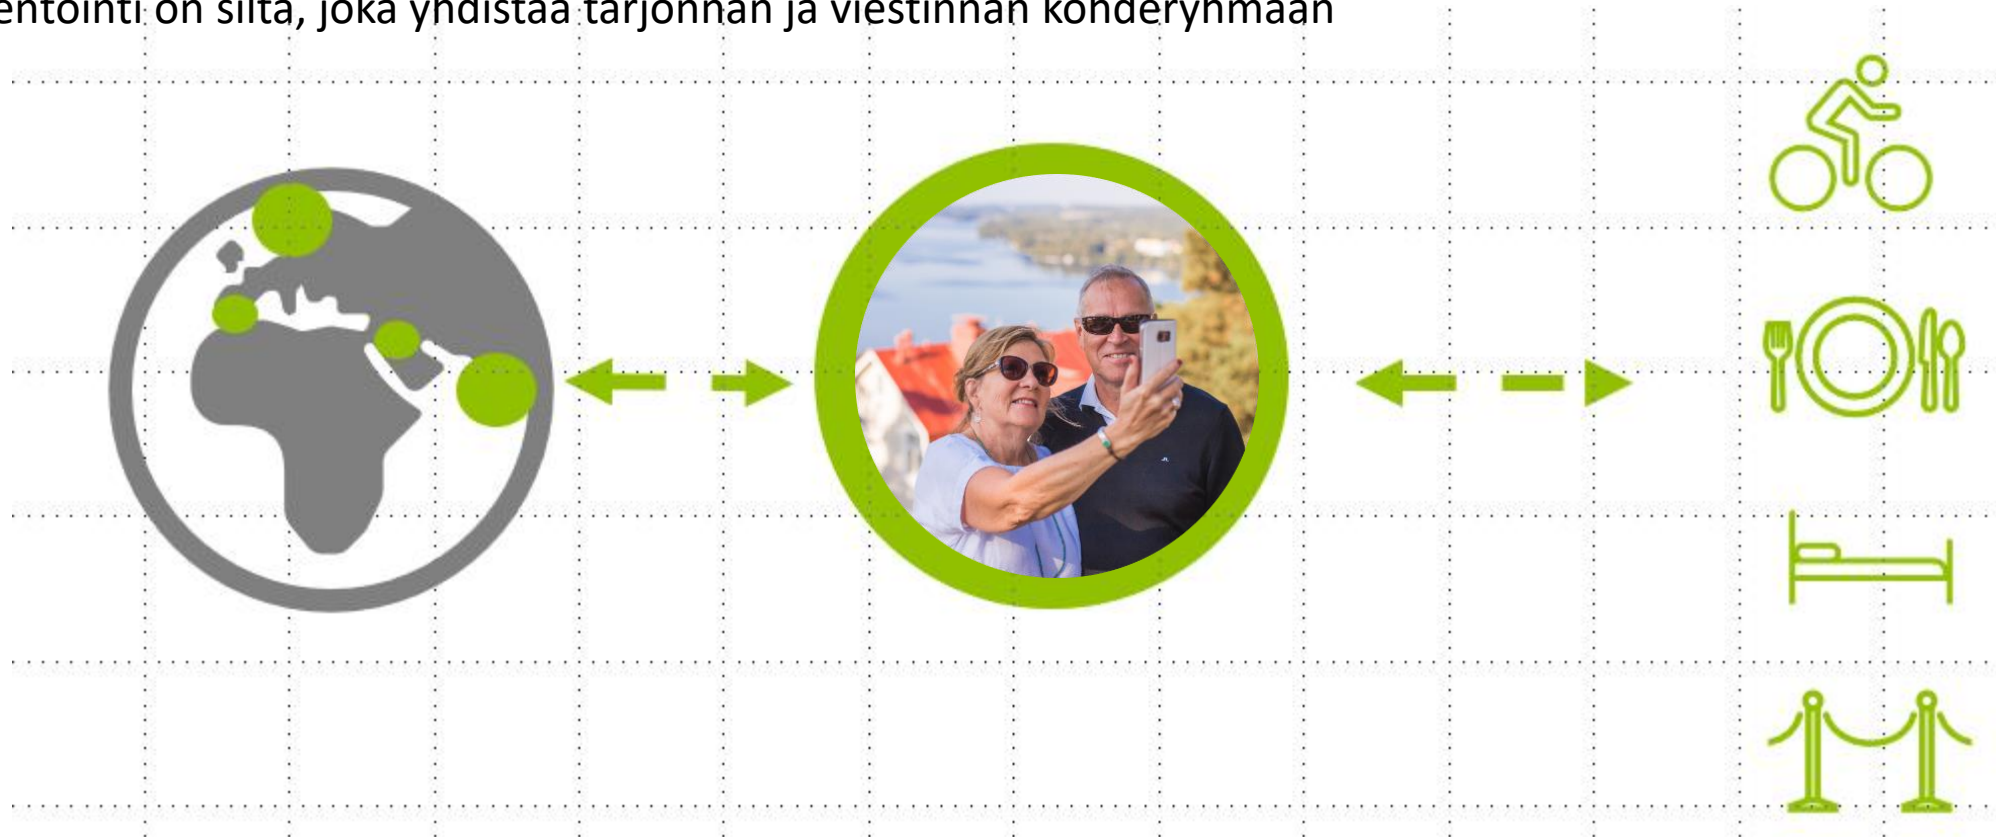 entointi on silta, joka yhdistää tarjonnan ja viestinnän kohderyhmään